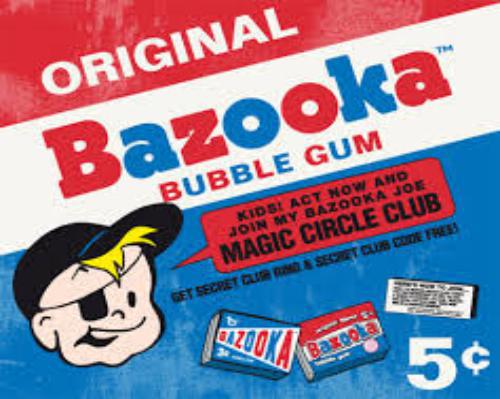 ORIGINAL
Bazooka™
BUBBLE GUM
KIDS! ACT NOW AND
JOIN MY BAZOOKA JOE
MAGIC CIRCLE CLUB
GET SECRET CLUB RING & SECRET CLUB CODE FREE!
BAZOOKA
Bazooka
5¢